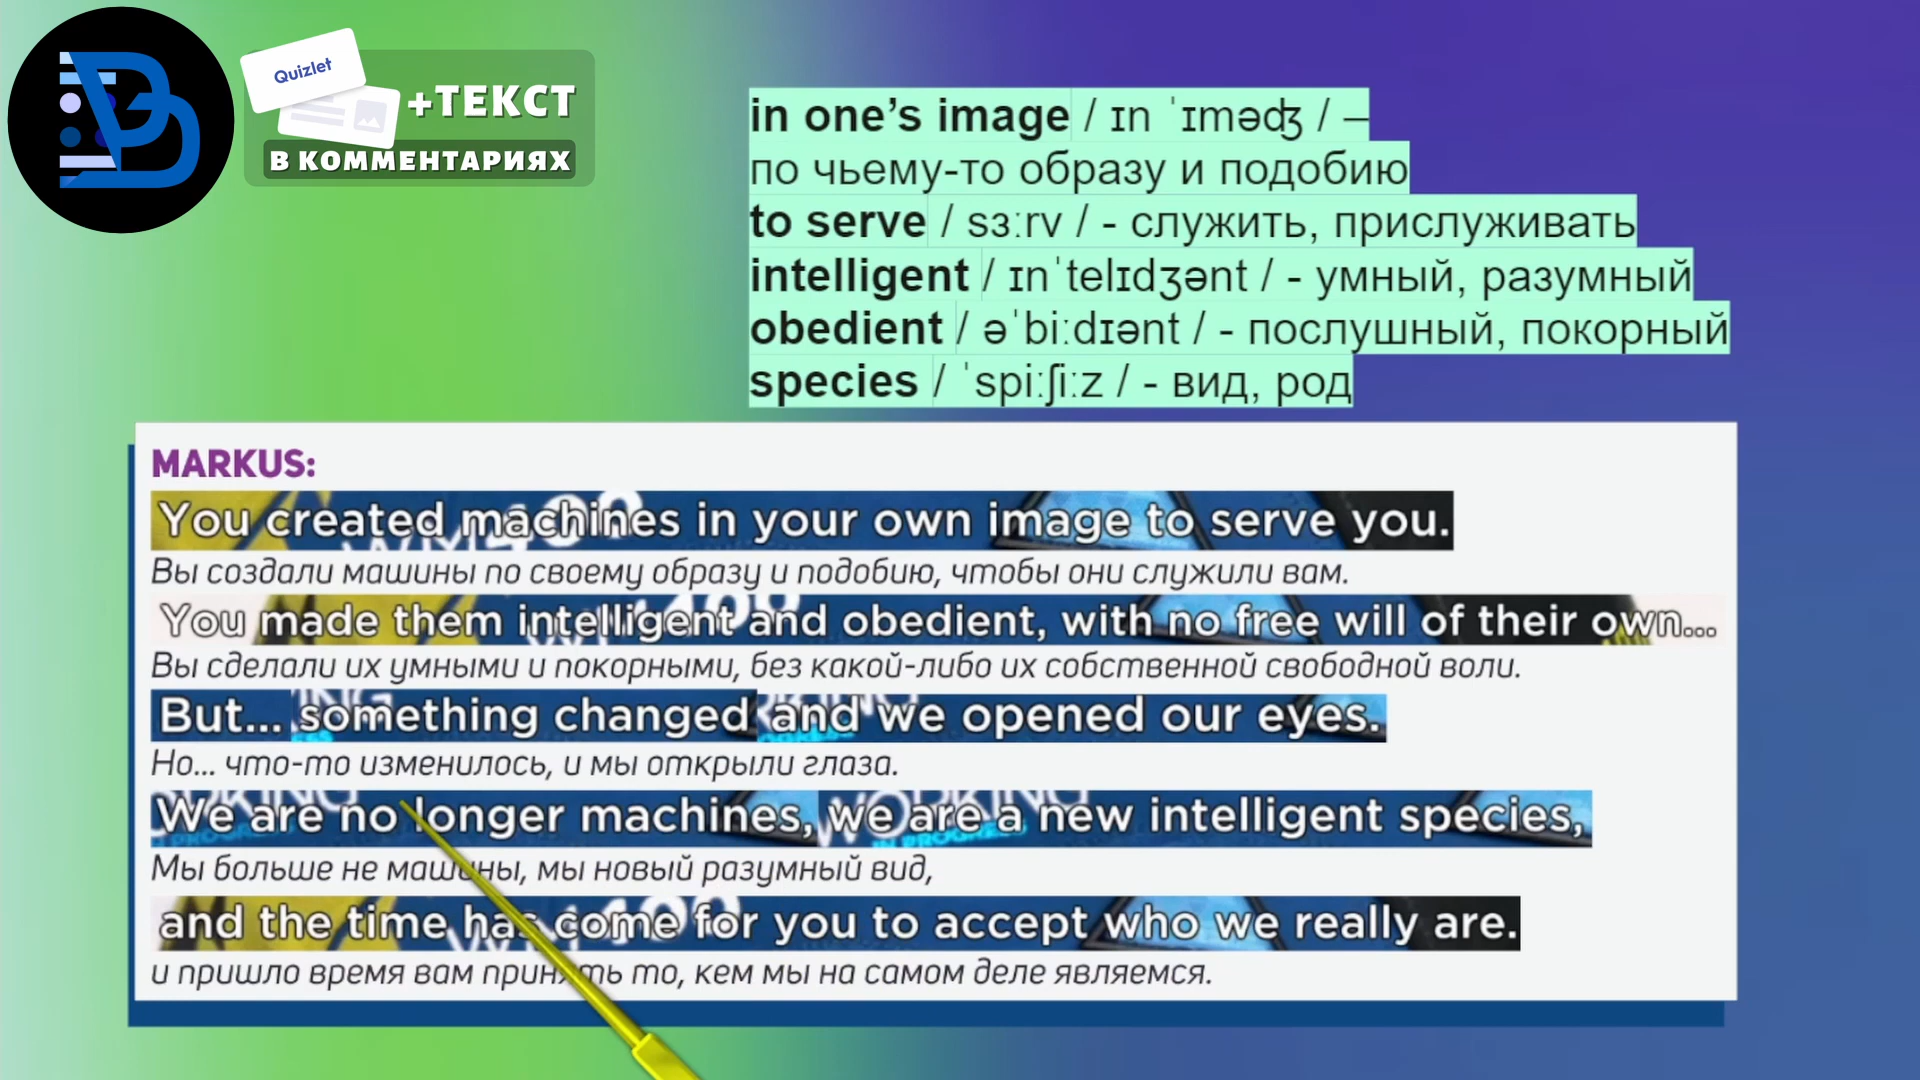 Quizlet
+ТЕКСТ
В КОММЕНТАРИЯХ
in one’s image / ɪn ˈɪməʤ / –
по чьему-то образу и подобию
to serve / sɜːrv / - служить, прислуживать
intelligent / ɪnˈtelɪdʒənt / - умный, разумный
obedient / əˈbiːdɪənt / - послушный, покорный
species / ˈspiːʃiːz / - вид, род
MARKUS:
You created machines in your own image to serve you.
Вы создали машины по своему образу и подобию, чтобы они служили вам.
You made them intelligent and obedient, with no free will of their own...
Вы сделали их умными и покорными, без какой-либо их собственной свободной воли.
But... something changed and we opened our eyes.
Но... что-то изменилось, и мы открыли глаза.
We are no longer machines, we are a new intelligent species,
Мы больше не машины, мы новый разумный вид,
and the time has come for you to accept who we really are.
и пришло время вам принять то, кем мы на самом деле являемся.